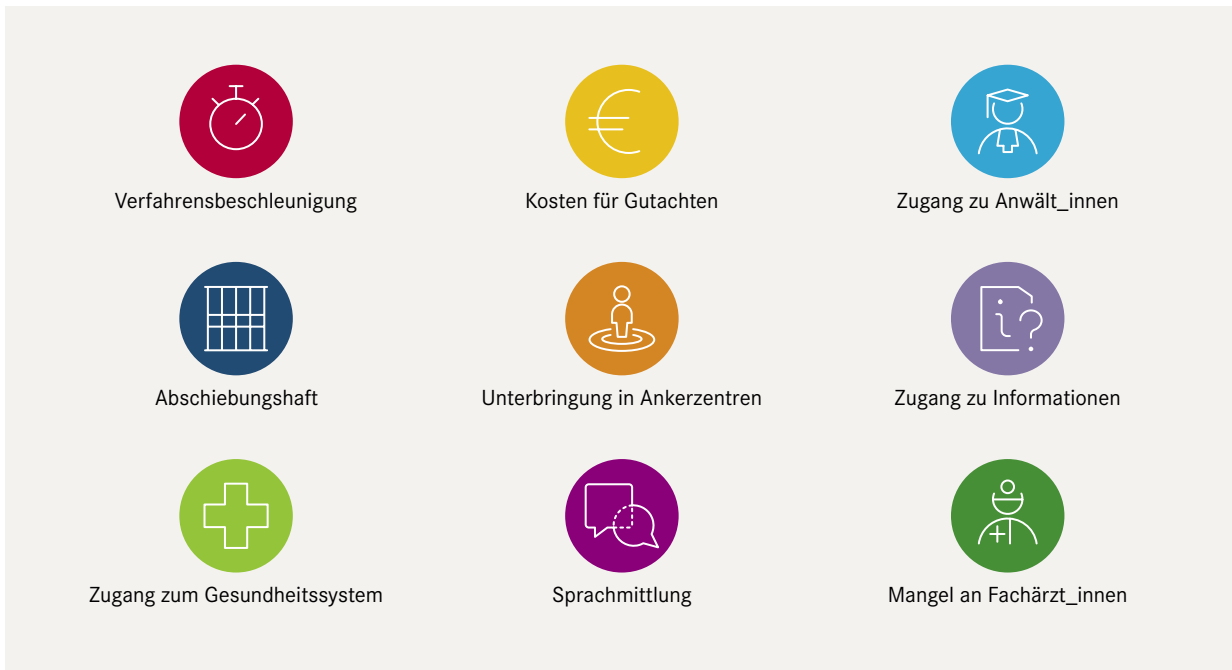 Verfahrensbeschleunigung
Kosten für Gutachten
Zugang zu Anwält_innen
Abschiebungshaft
Unterbringung in Ankerzentren
Zugang zu Informationen
Zugang zum Gesundheitssystem
Sprachmittlung
Mangel an Fachärzt_innen